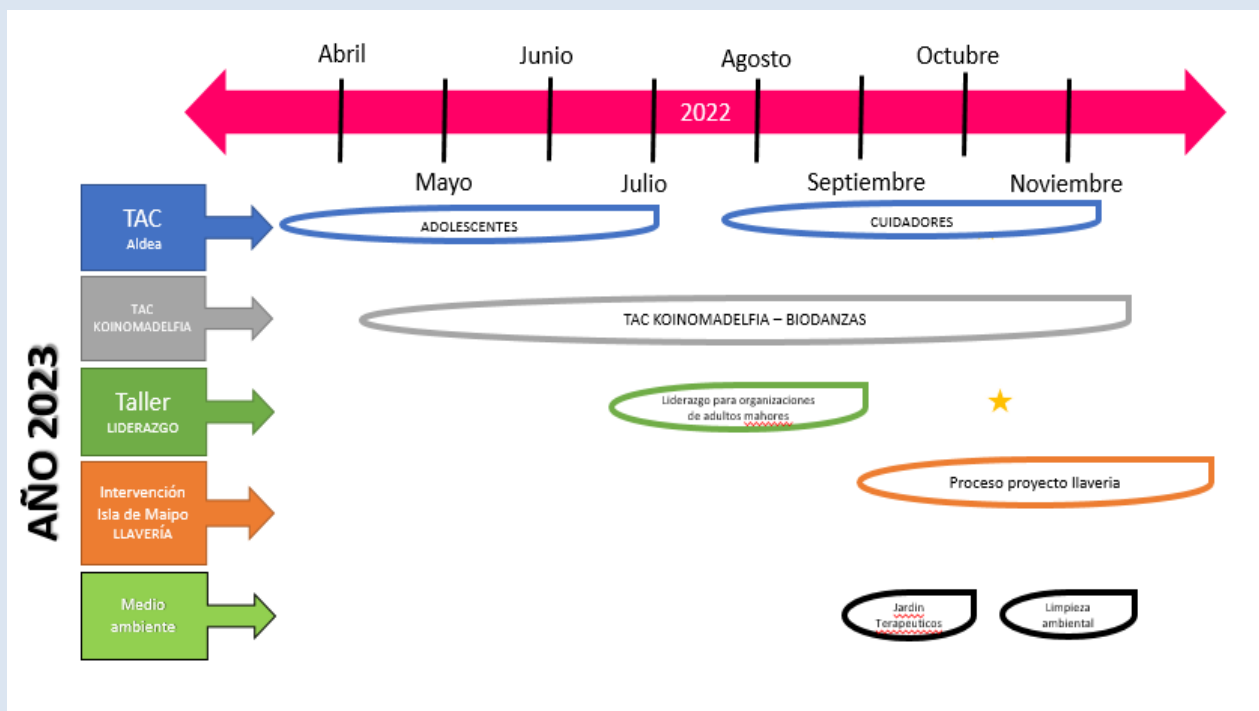 Abril
Junio
Agosto
Octubre
2022
Mayo
Julio
Septiembre
Noviembre
AÑO 2023
TAC
Aldea
ADOLESCENTES
CUIDADORES
TAC
KOINOMADELFIA
TAC KOINOMADELFIA – BIODANZAS
Taller
LIDERAZGO
Liderazgo para organizaciones
de adultos mahores
Intervención
Isla de Maipo
LLAVERÍA
Proceso proyecto llaveria
Medio
ambiente
Jardin
Terapeuticos
Limpieza
ambiental